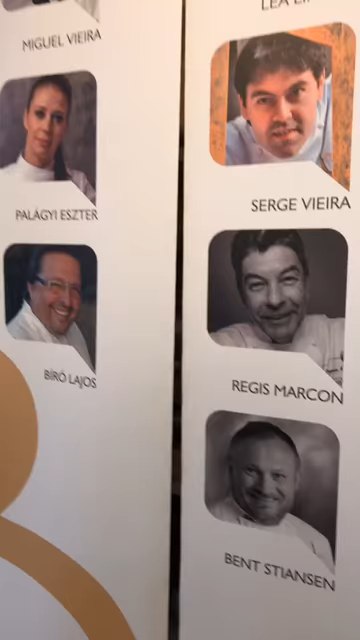 MIGUEL VIEIRA
PALÁGYI ESZTER
BÍRÓ LAJOS
SERGE VIEIRA
REGIS MARCON
BENT STIANSEN